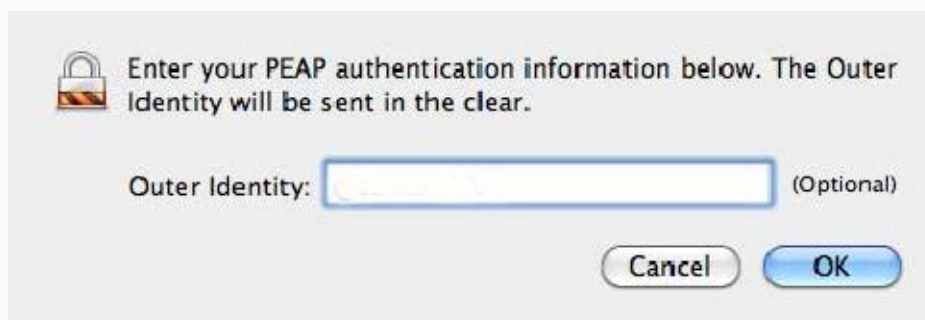 Enter your PEAP authentication information below. The Outer
Identity will be sent in the clear.
Outer Identity: (Optional)
Cancel OK